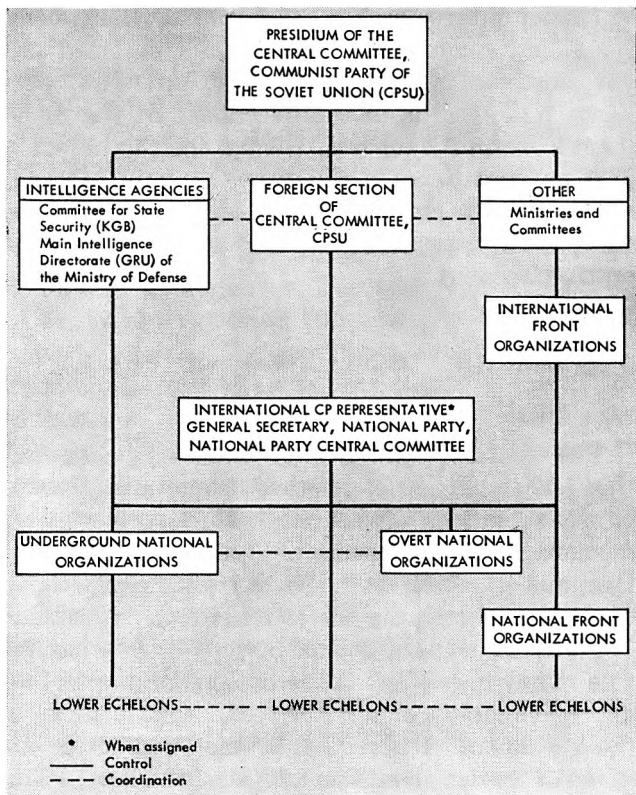 PRESIDIUM OF THE
CENTRAL COMMITTEE,
COMMUNIST PARTY OF
THE SOVIET UNION (CPSU)
INTELLIGENCE AGENCIES
Committee for State
Security (KGB)
Main Intelligence
Directorate (GRU) of
the Ministry of Defense
FOREIGN SECTION
OF
CENTRAL COMMITTEE,
CPSU
OTHER
Ministries and
Committees
INTERNATIONAL
FRONT
ORGANIZATIONS
INTERNATIONAL CP REPRESENTATIVE*
GENERAL SECRETARY, NATIONAL PARTY,
NATIONAL PARTY CENTRAL COMMITTEE
UNDERGROUND NATIONAL
ORGANIZATIONS
OVERT NATIONAL
ORGANIZATIONS
NATIONAL FRONT
ORGANIZATIONS
LOWER ECHELONS
LOWER ECHELONS
LOWER ECHELONS
* When assigned
Control
Coordination